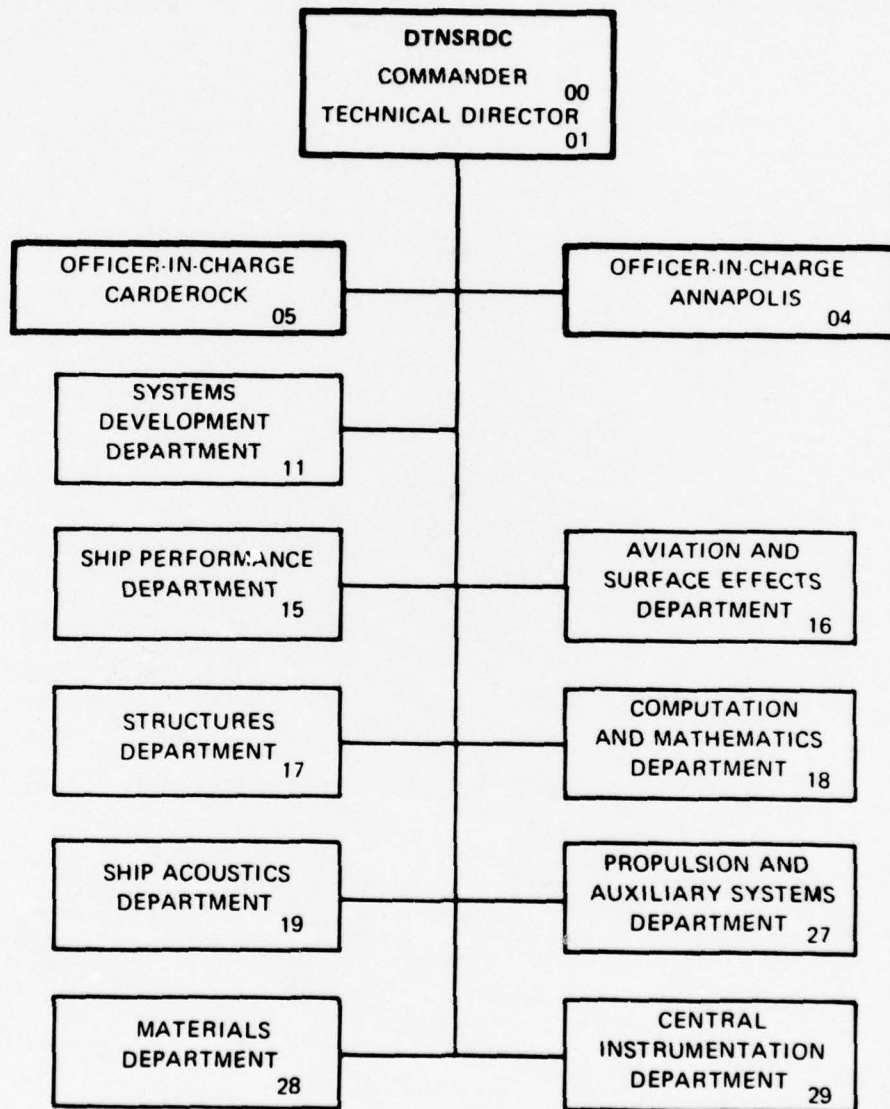 DTNSRDC
COMMANDER
00
TECHNICAL DIRECTOR
01
OFFICER-IN-CHARGE
CARDEROCK
05
OFFICER-IN-CHARGE
ANNAPOLIS
04
SYSTEMS
DEVELOPMENT
DEPARTMENT
11
SHIP PERFORMANCE
DEPARTMENT
15
AVIATION AND
SURFACE EFFECTS
DEPARTMENT
16
STRUCTURES
DEPARTMENT
17
COMPUTATION
AND MATHEMATICS
DEPARTMENT
18
SHIP ACOUSTICS
DEPARTMENT
19
PROPULSION AND
AUXILIARY SYSTEMS
DEPARTMENT
27
MATERIALS
DEPARTMENT
28
CENTRAL
INSTRUMENTATION
DEPARTMENT
29